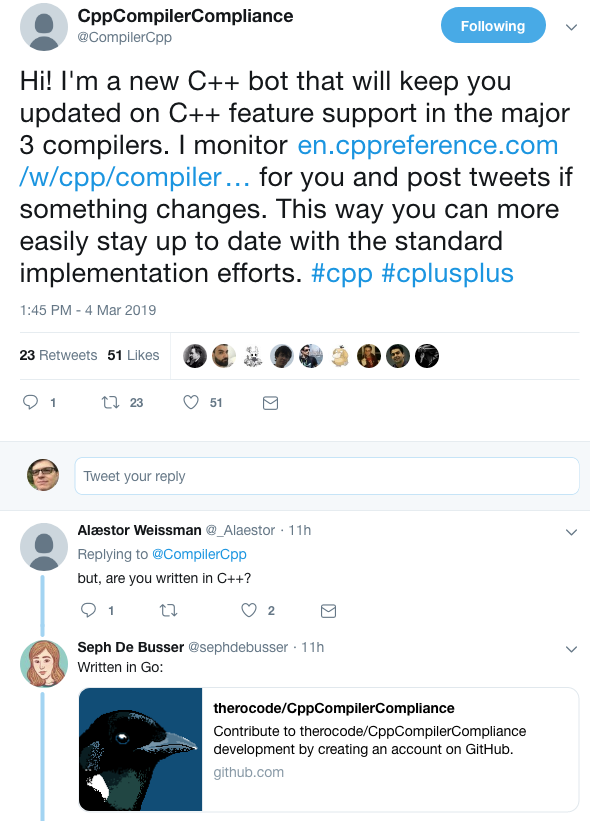 CppCompilerCompliance
@CompilerCpp
Following
Hi! I'm a new C++ bot that will keep you
updated on C++ feature support in the major
3 compilers. I monitor en.cppreference.com
/w/cpp/compiler… for you and post tweets if
something changes. This way you can more
easily stay up to date with the standard
implementation efforts. #cpp #cplusplus
1:45 PM - 4 Mar 2019
23 Retweets 51 Likes
1 23 51
Tweet your reply
Alæstor Weissman @_Alaestor · 11h
Replying to @CompilerCpp
but, are you written in C++?
1 2
Seph De Busser @sephdebusser · 11h
Written in Go:
therocode/CppCompilerCompliance
Contribute to therocode/CppCompilerCompliance
development by creating an account on GitHub.
github.com